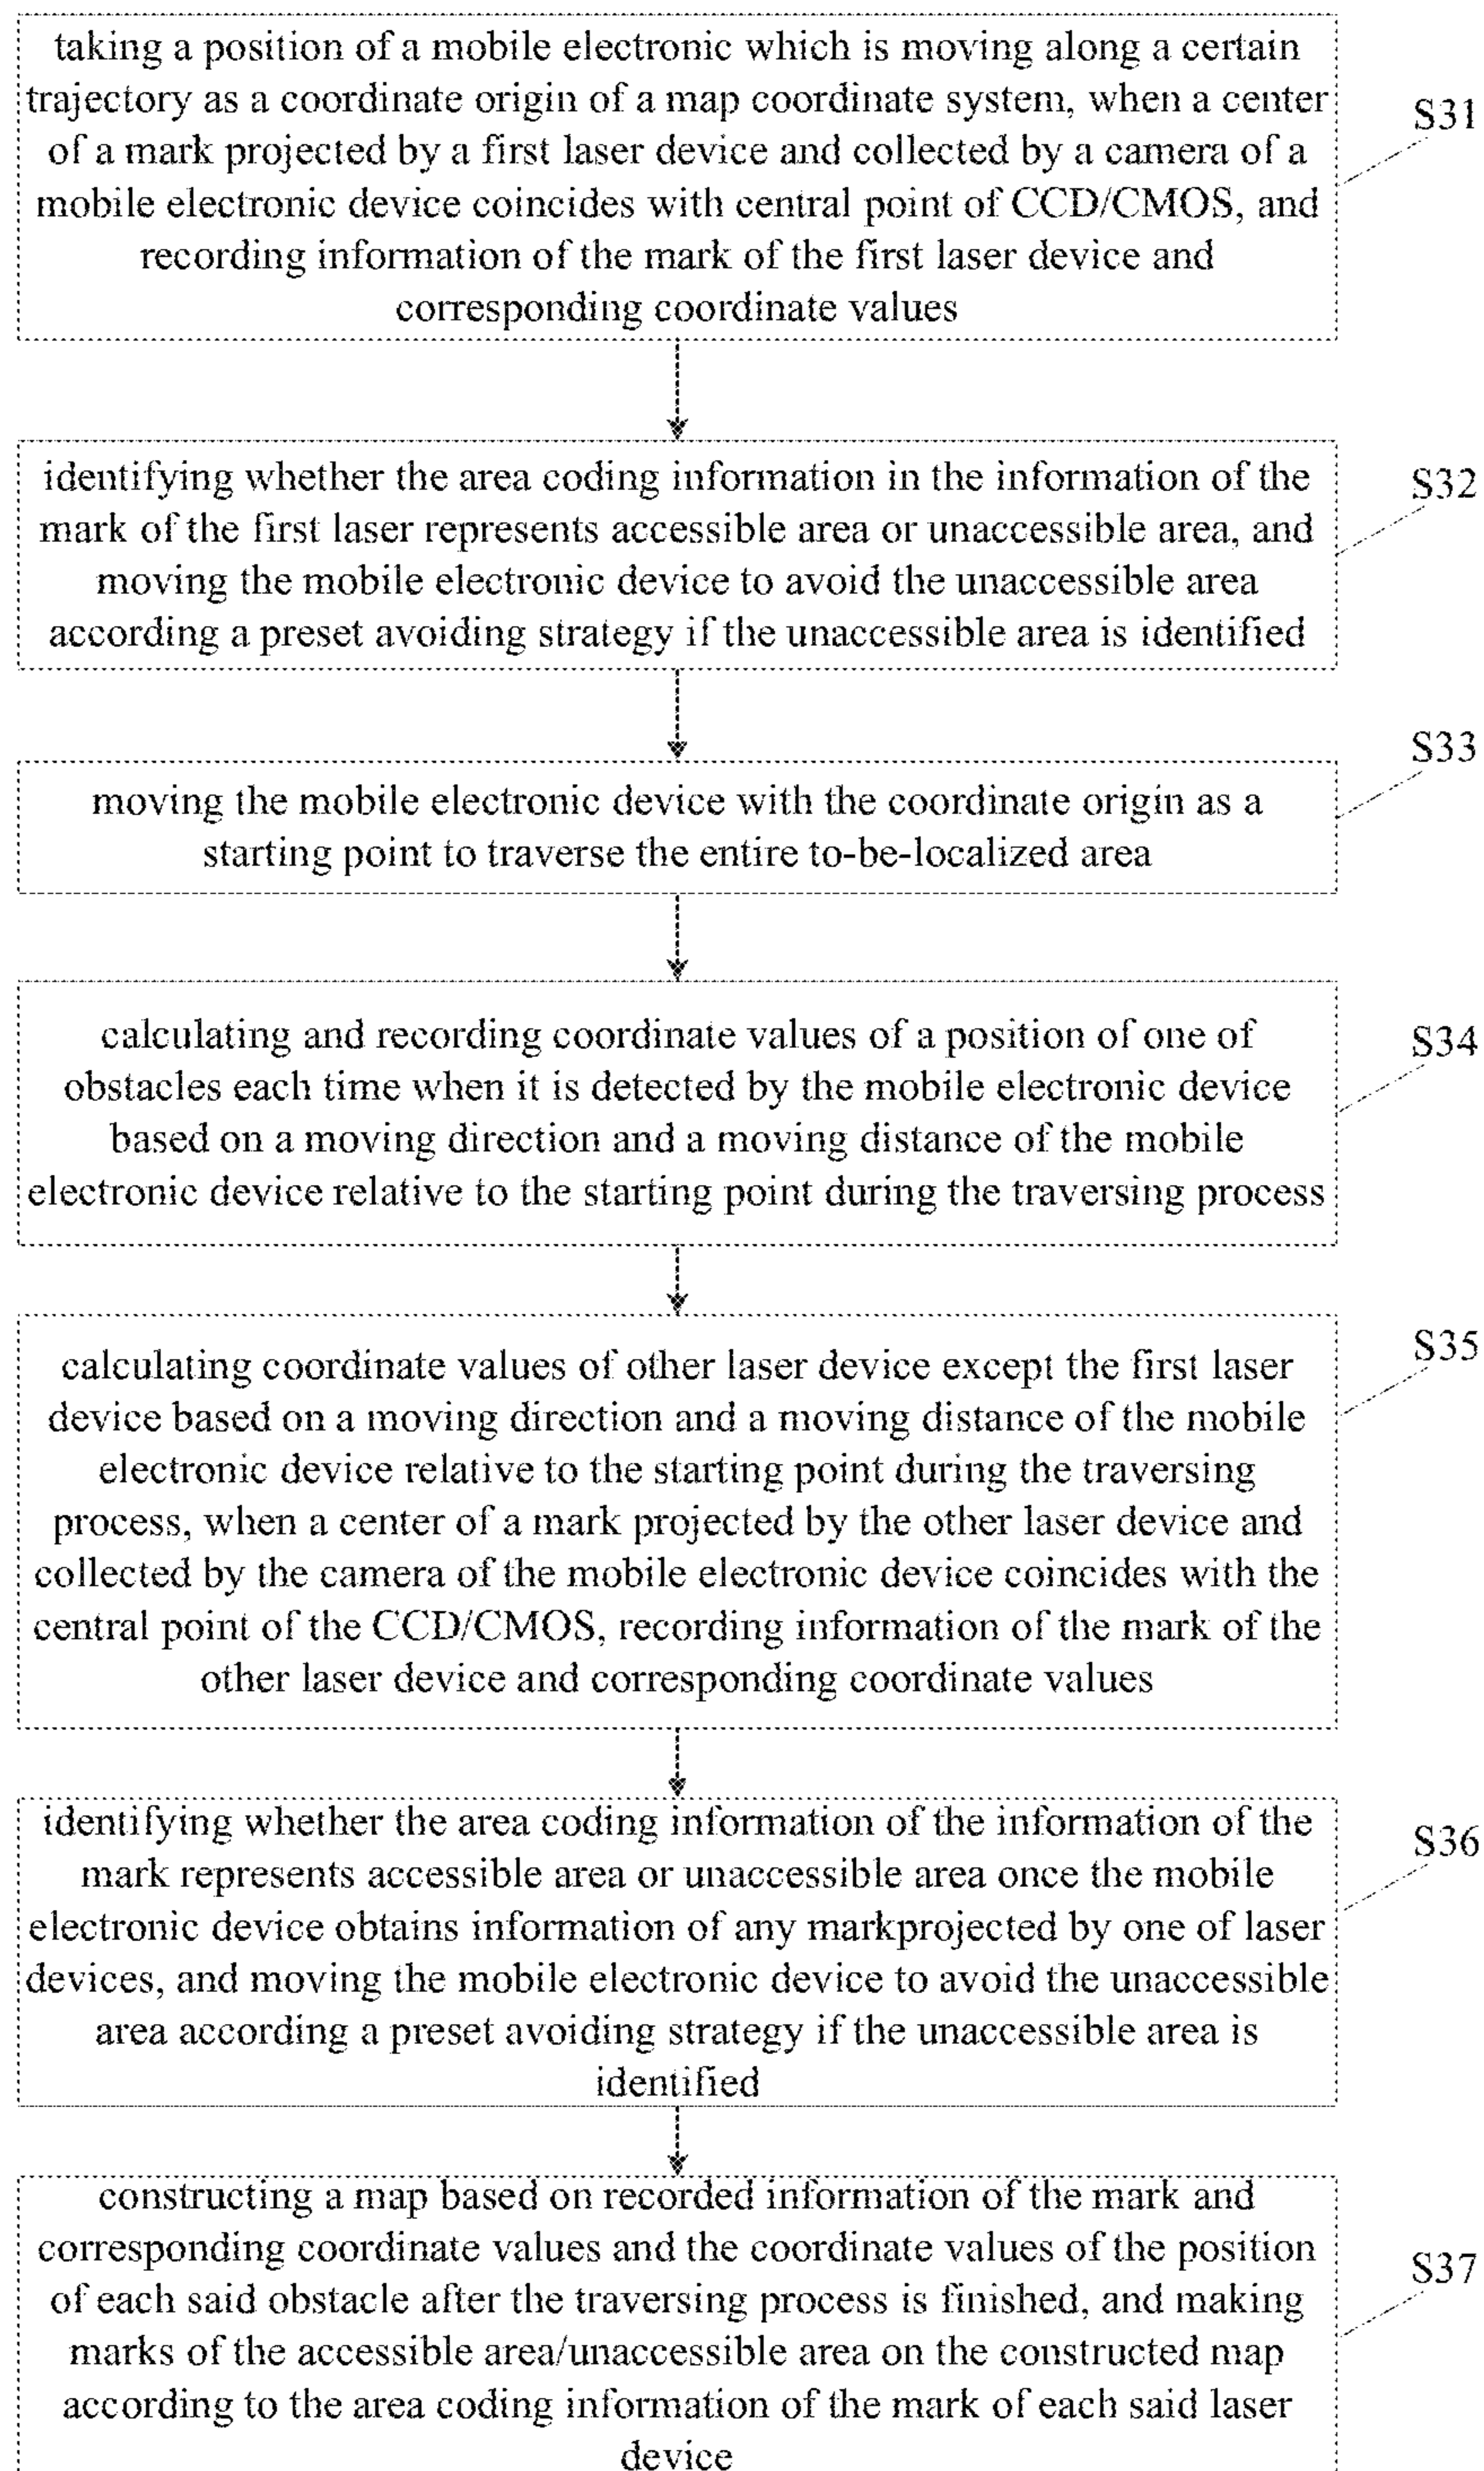 taking a position of a mobile electronic which is moving along a certain
trajectory as a coordinate origin of a map coordinate system, when a center
of a mark projected by a first laser device and collected by a camera of a
mobile electronic device coincides with central point of CCD/CMOS, and
recording information of the mark of the first laser device and
corresponding coordinate values
S31
identifying whether the area coding information in the information of the
mark of the first laser represents accessible area or unaccessible area, and
moving the mobile electronic device to avoid the unaccessible area
according a preset avoiding strategy if the unaccessible area is identified
S32
moving the mobile electronic device with the coordinate origin as a
starting point to traverse the entire to-be-localized area
S33
calculating and recording coordinate values of a position of one of
obstacles each time when it is detected by the mobile electronic device
based on a moving direction and a moving distance of the mobile
electronic device relative to the starting point during the traversing process
S34
calculating coordinate values of other laser device except the first laser
device based on a moving direction and a moving distance of the mobile
electronic device relative to the starting point during the traversing
process, when a center of a mark projected by the other laser device and
collected by the camera of the mobile electronic device coincides with the
central point of the CCD/CMOS, recording information of the mark of the
other laser device and corresponding coordinate values
S35
identifying whether the area coding information of the information of the
mark represents accessible area or unaccessible area once the mobile
electronic device obtains information of any markprojected by one of laser
devices, and moving the mobile electronic device to avoid the unaccessible
area according a preset avoiding strategy if the unaccessible area is
identified
S36
constructing a map based on recorded information of the mark and
corresponding coordinate values and the coordinate values of the position
of each said obstacle after the traversing process is finished, and making
marks of the accessible area/unaccessible area on the constructed map
according to the area coding information of the mark of each said laser
device
S37